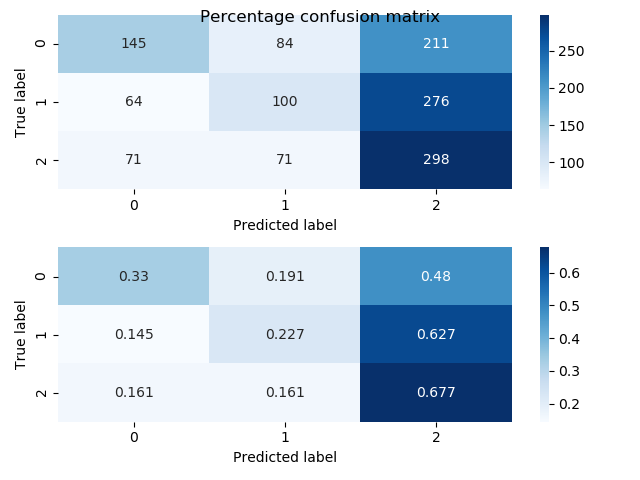 Percentage confusion matrix
0 145 84 211
1 64 100 276
2 71 71 298
0 1 2
Predicted label
True label
250
200
150
100
0 0.33 0.191 0.48
1 0.145 0.227 0.627
2 0.161 0.161 0.677
0 1 2
Predicted label
True label
0.6
0.5
0.4
0.3
0.2